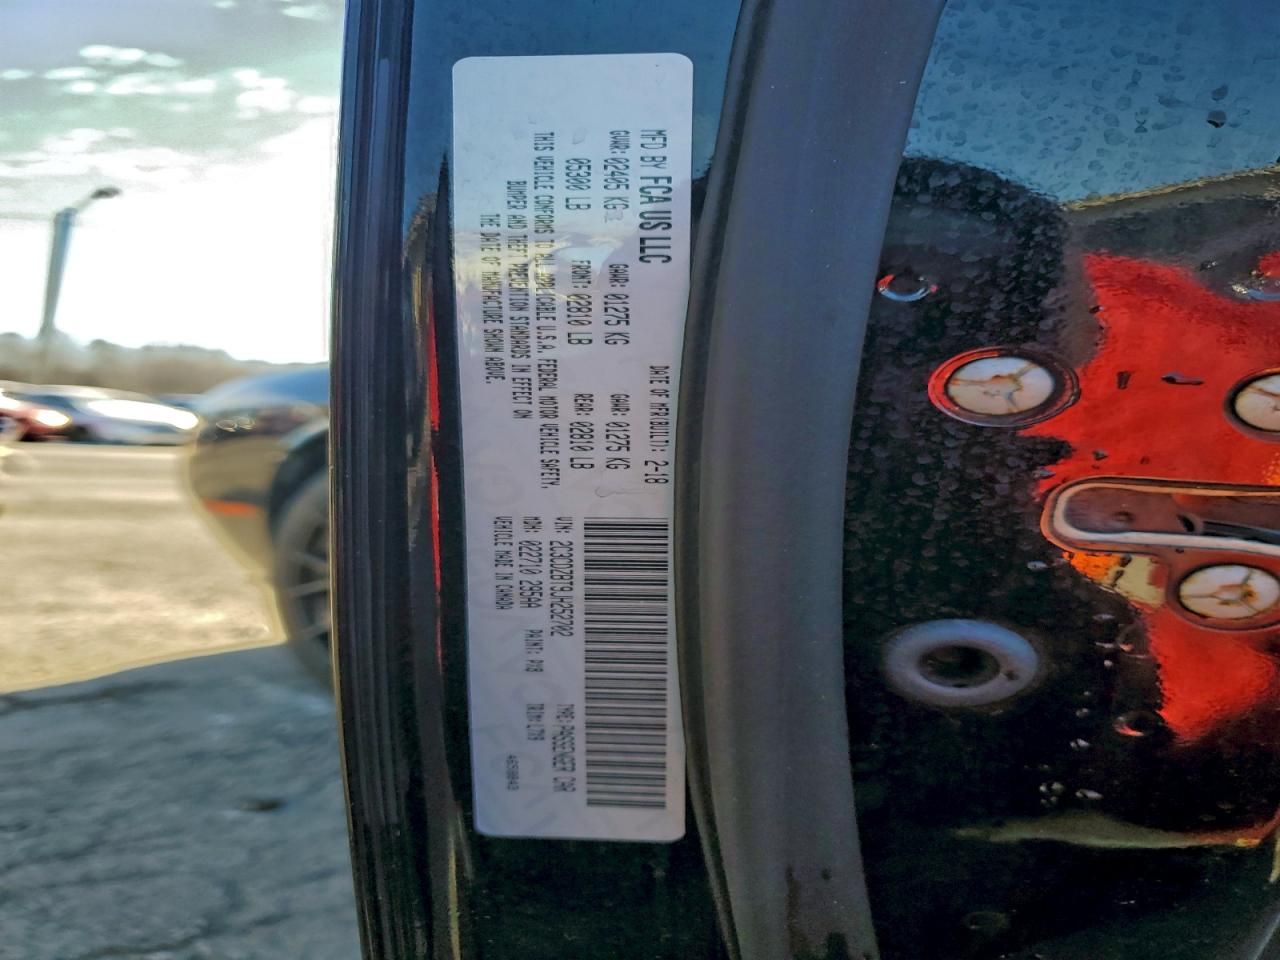 MFD BY FCA US LLC
DATE OF MFR(BUILT): 2-18
GVWR: 02405 KG
GAWR: 01275 KG
GAWR: 01275 KG
05300 LB
FRONT: 02810 LB
REAR: 02810 LB
THIS VEHICLE CONFORMS TO ALL APPLICABLE U.S.A. FEDERAL MOTOR VEHICLE SAFETY,
BUMPER AND THEFT PREVENTION STANDARDS IN EFFECT ON
THE DATE OF MANUFACTURE SHOWN ABOVE.
VIN: 2C3CDZBT9JH252702
TYPE: PASSENGER CAR
MDH: 022710 295AA
PAINT:
TRIM:
VEHICLE MADE IN CANADA